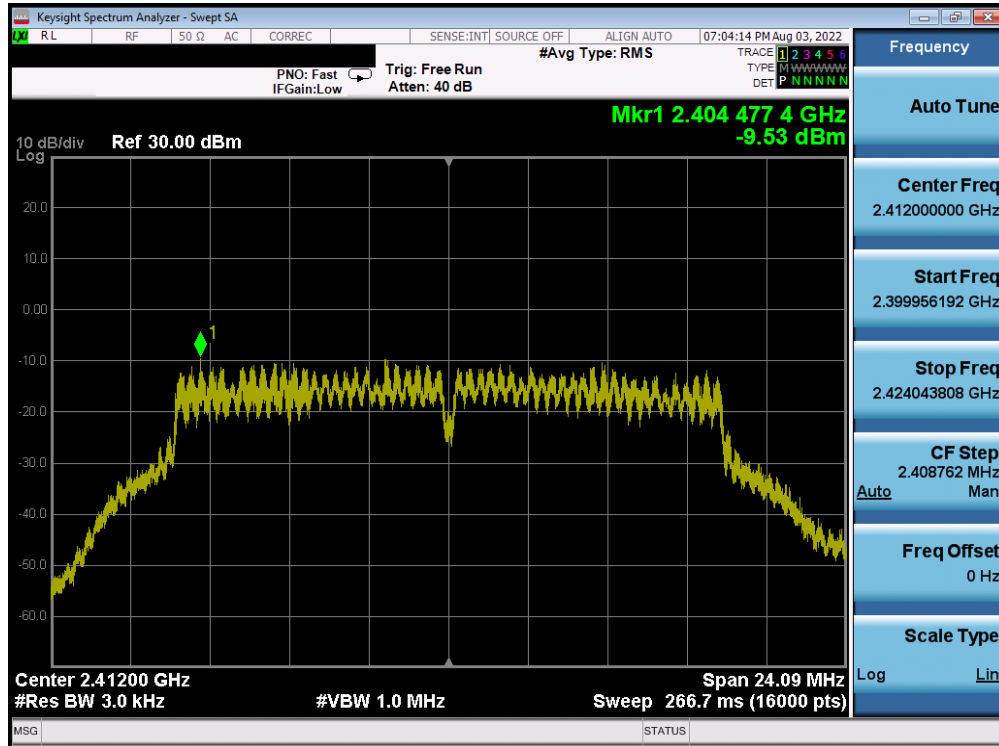 Keysight Spectrum Analyzer - Swept SA
LXI RL RF 50 Ω AC CORREC SENSE:INT SOURCE OFF ALIGN AUTO 07:04:14 PM Aug 03, 2022
#Avg Type: RMS TRACE 1 2 3 4 5 6
PNO: Fast Trig: Free Run TYPE M WWWWW
IFGain:Low Atten: 40 dB DET P N N N N N
Mkr1 2.404 477 4 GHz
-9.53 dBm
10 dB/div Ref 30.00 dBm
Log
20.0
10.0
0.00
1
-10.0
-20.0
-30.0
-40.0
-50.0
-60.0
Center 2.41200 GHz Span 24.09 MHz
#Res BW 3.0 kHz #VBW 1.0 MHz Sweep 266.7 ms (16000 pts)
MSG STATUS
Frequency
Auto Tune
Center Freq
2.412000000 GHz
Start Freq
2.399956192 GHz
Stop Freq
2.424043808 GHz
CF Step
2.408762 MHz
Auto Man
Freq Offset
0 Hz
Scale Type
Log Lin